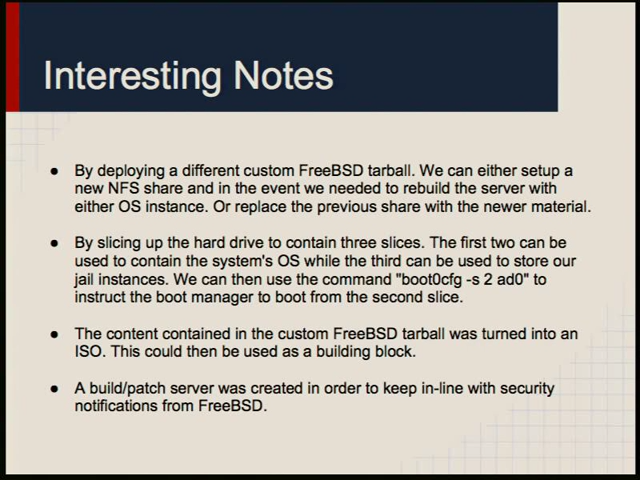 Interesting Notes
● By deploying a different custom FreeBSD tarball. We can either setup a
new NFS share and in the event we needed to rebuild the server with
either OS instance. Or replace the previous share with the newer material.
● By slicing up the hard drive to contain three slices. The first two can be
used to contain the system's OS while the third can be used to store our
jail instances. We can then use the command "boot0cfg -s 2 ad0" to
instruct the boot manager to boot from the second slice.
● The content contained in the custom FreeBSD tarball was turned into an
ISO. This could then be used as a building block.
● A build/patch server was created in order to keep in-line with security
notifications from FreeBSD.